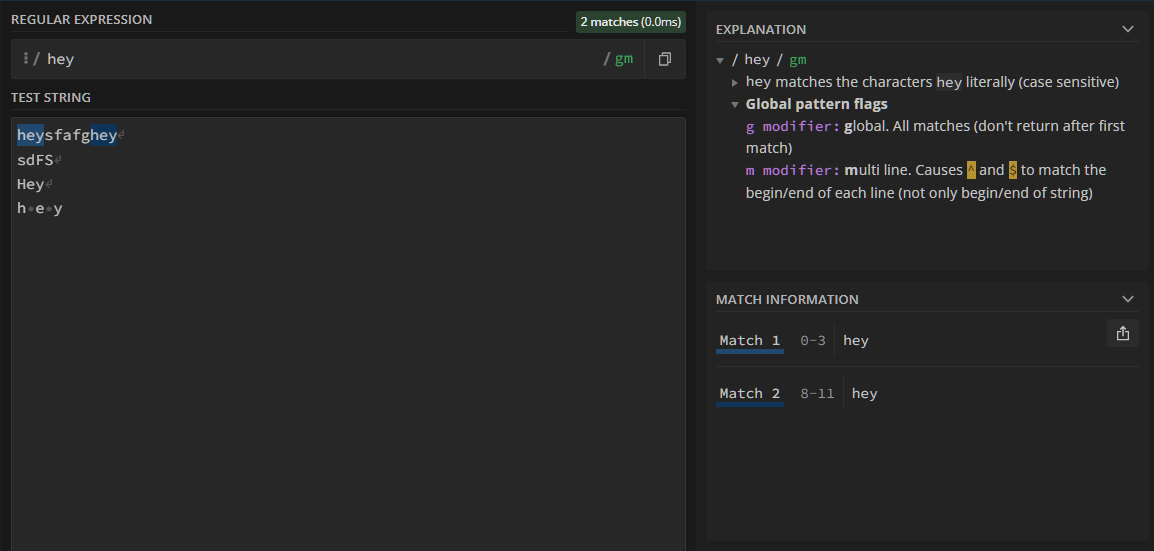 REGULAR EXPRESSION
2 matches (0.0ms)
/ hey
/ gm
TEST STRING
heysfafghey
sdFS
Hey
h e y
EXPLANATION
/ hey / gm
hey matches the characters hey literally (case sensitive)
Global pattern flags
g modifier: global. All matches (don't return after first
match)
m modifier: multi line. Causes ^ and $ to match the
begin/end of each line (not only begin/end of string)
MATCH INFORMATION
Match 1 0-3 hey
Match 2 8-11 hey